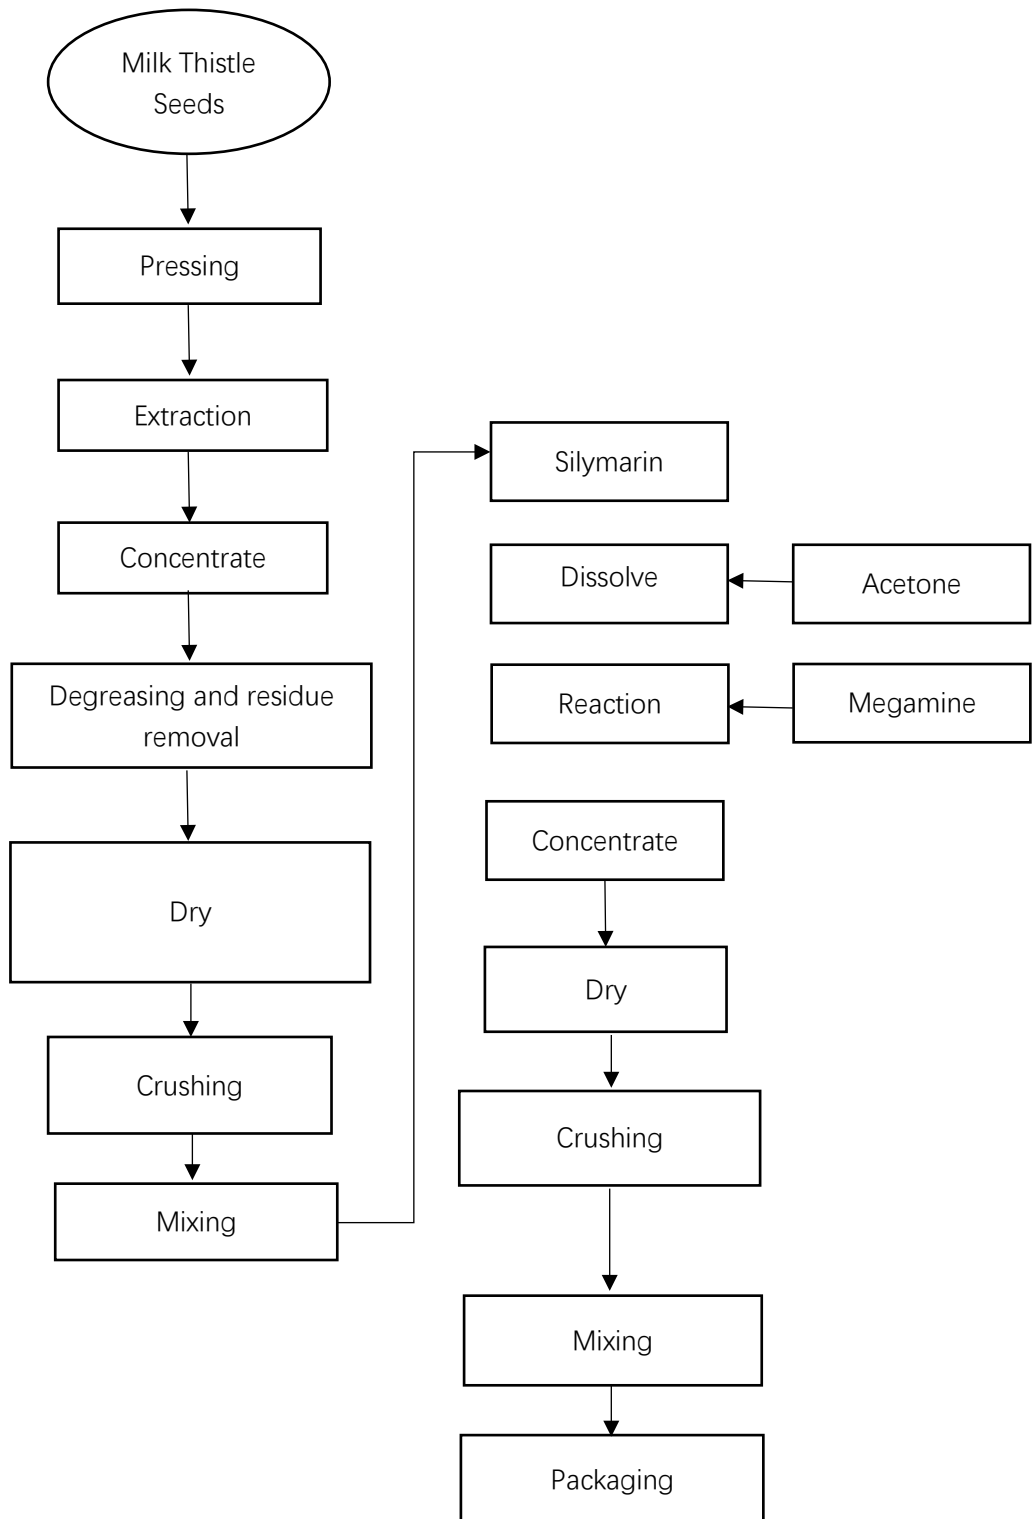 Milk Thistle
Seeds
Pressing
Extraction
Concentrate
Degreasing and residue
removal
Dry
Crushing
Mixing
Silymarin
Dissolve
Acetone
Reaction
Megamine
Concentrate
Dry
Crushing
Mixing
Packaging